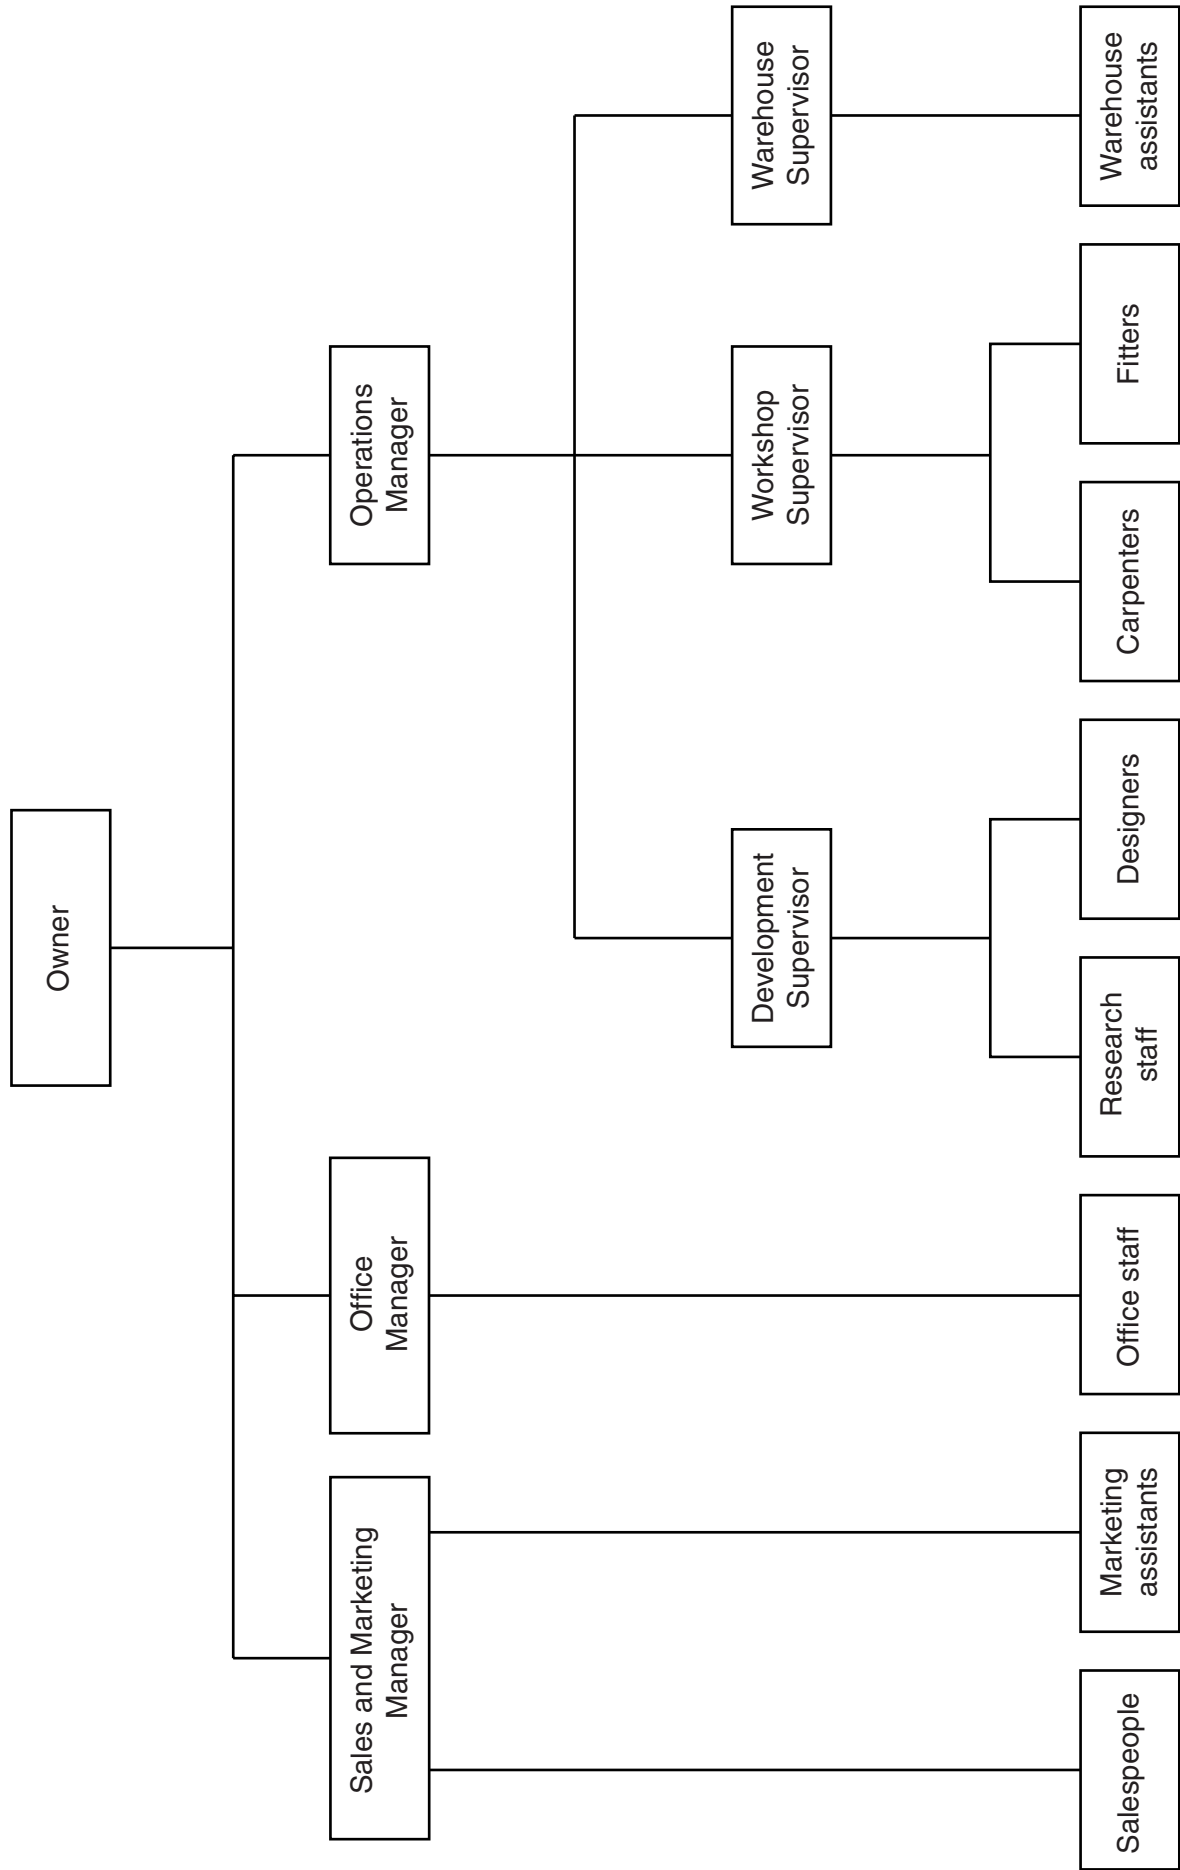 Owner
Sales and Marketing
Manager
Office
Manager
Operations
Manager
Development
Supervisor
Workshop
Supervisor
Warehouse
Supervisor
Salespeople
Marketing
assistants
Office staff
Research
staff
Designers
Carpenters
Fitters
Warehouse
assistants